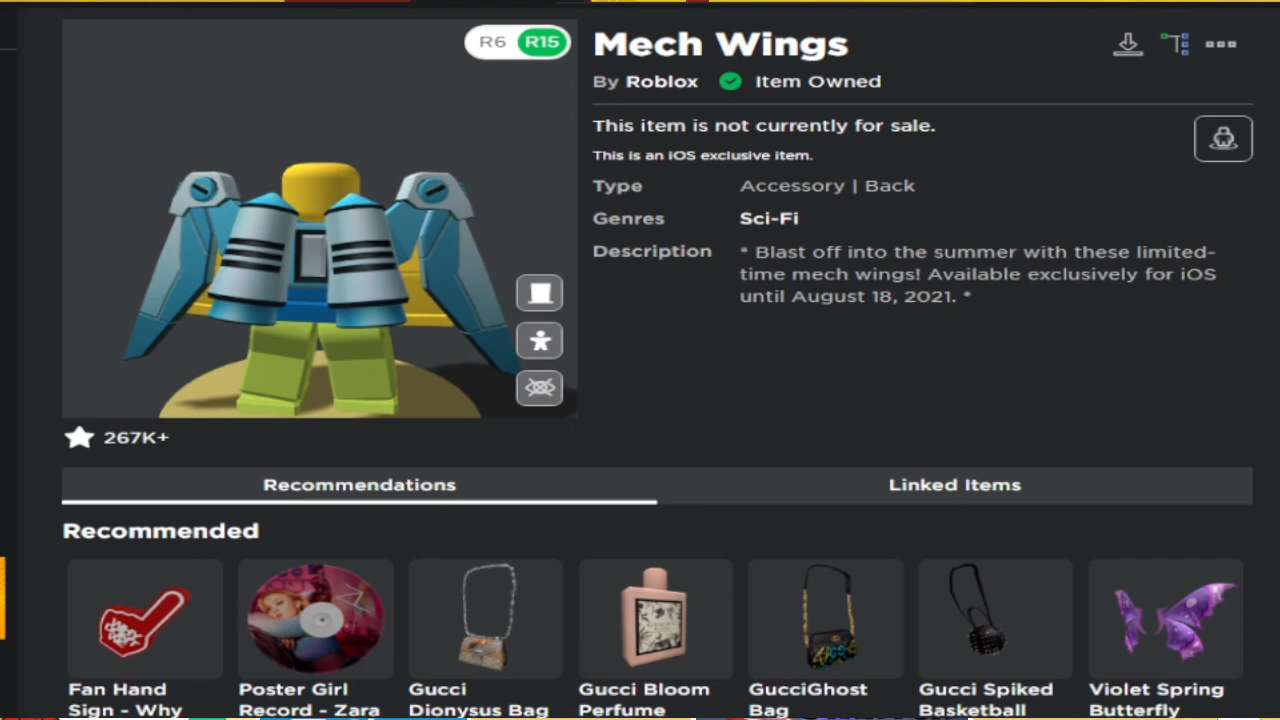 R6 R15
Mech Wings
By Roblox Item Owned
This item is not currently for sale.
This is an iOS exclusive item.
Type Accessory | Back
Genres Sci-Fi
Description * Blast off into the summer with these limited-
time mech wings! Available exclusively for iOS
until August 18, 2021. *
267K+
Recommendations Linked Items
Recommended
Fan Hand
Sign - Why
Poster Girl
Record - Zara
Gucci
Dionysus Bag
Gucci Bloom
Perfume
GucciGhost
Bag
Gucci Spiked
Basketball
Violet Spring
Butterfly